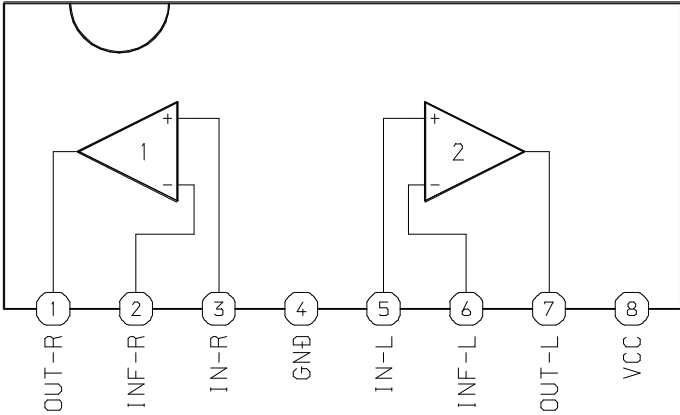 + 1 −
+ 2 −
1 2 3 4 5 6 7 8
OUT-R
INF-R
IN-R
GND
IN-L
INF-L
OUT-L
VCC